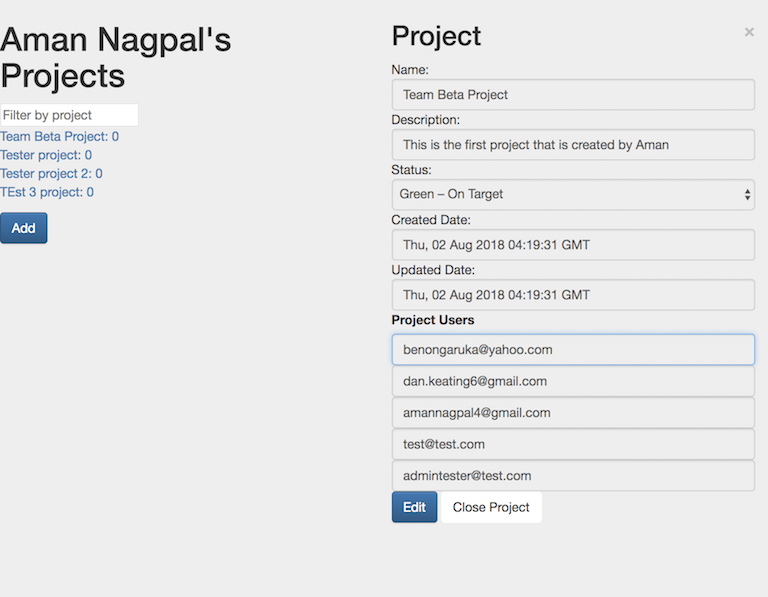 Aman Nagpal's
Projects
Filter by project
Team Beta Project: 0
Tester project: 0
Tester project 2: 0
TEst 3 project: 0
Add
Project
×
Name:
Team Beta Project
Description:
This is the first project that is created by Aman
Status:
Green – On Target
Created Date:
Thu, 02 Aug 2018 04:19:31 GMT
Updated Date:
Thu, 02 Aug 2018 04:19:31 GMT
Project Users
benongaruka@yahoo.com
dan.keating6@gmail.com
amannagpal4@gmail.com
test@test.com
admintester@test.com
Edit Close Project